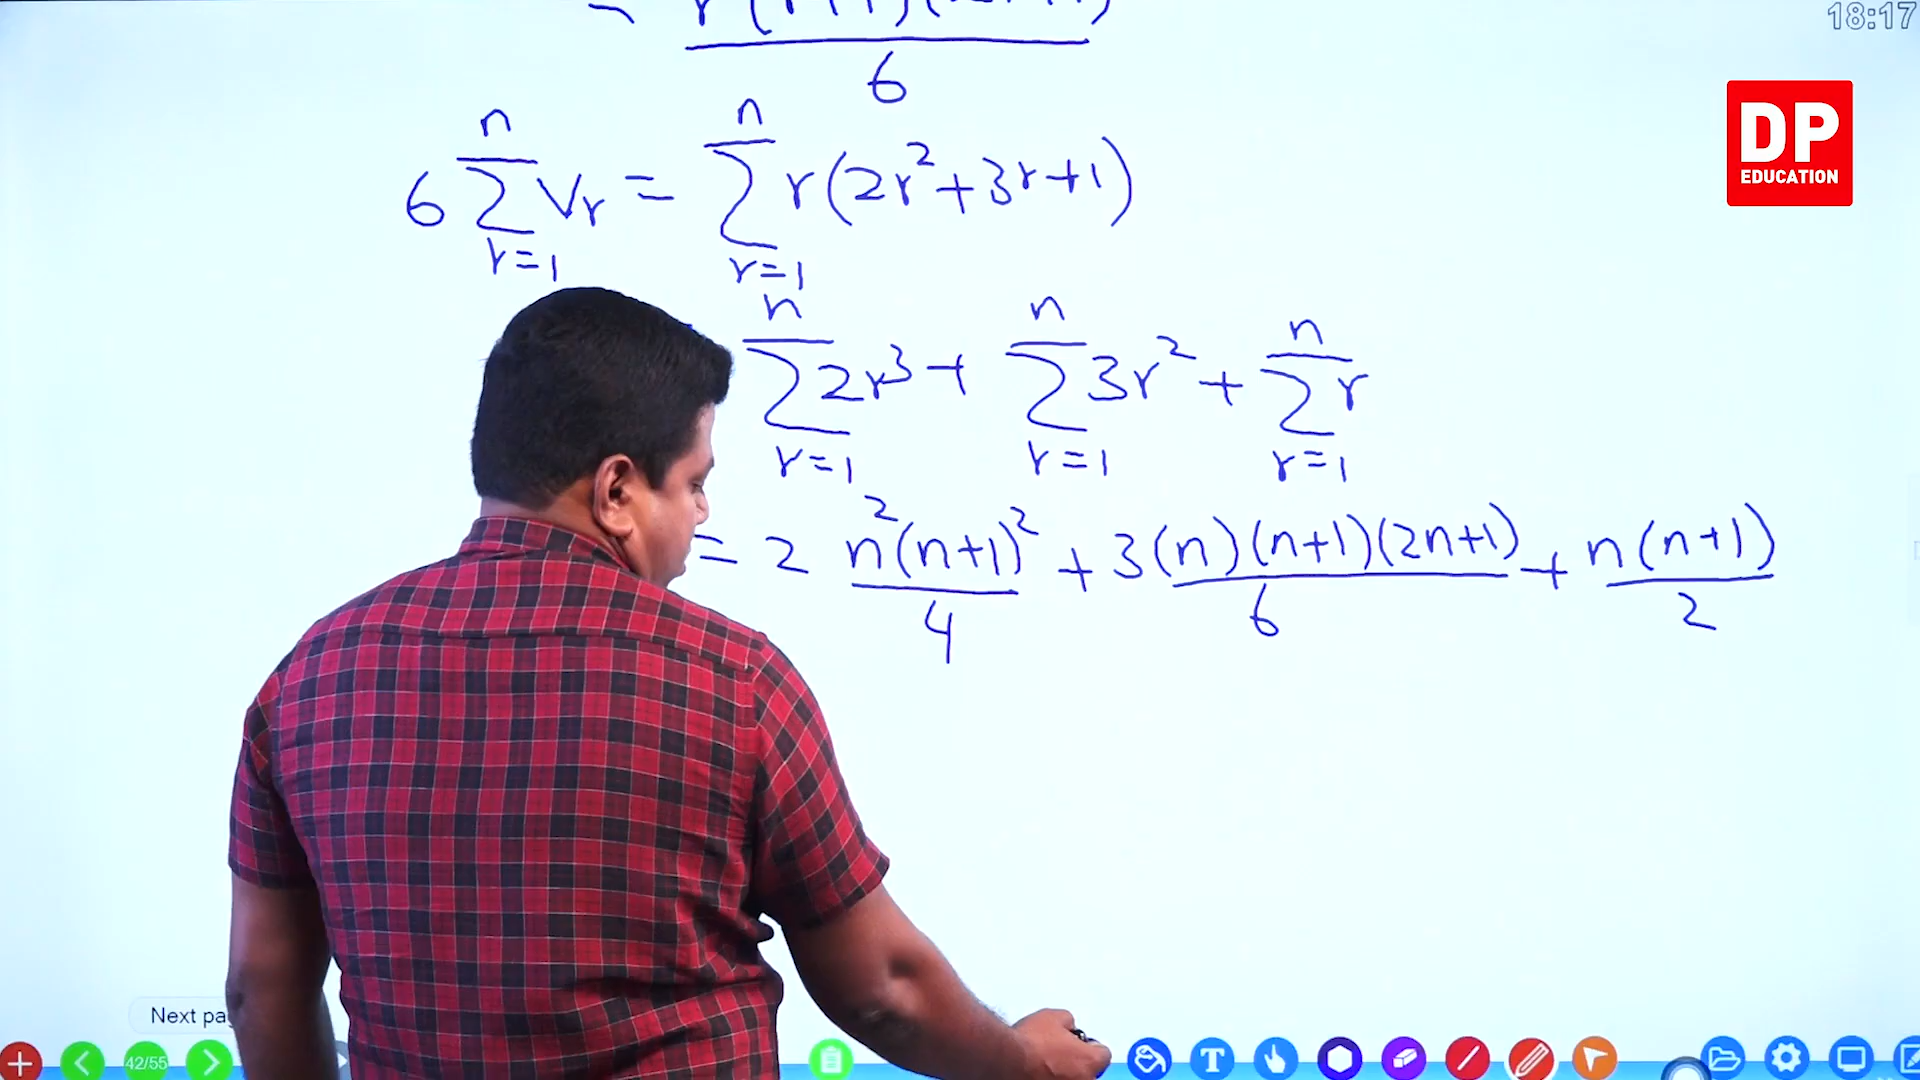 18:17
6
DP
EDUCATION
6 n∑r=1 Vr = n∑r=1 r(2r²+3r+1)
n∑r=1 2r³ + n∑r=1 3r² + n∑r=1 r
= 2 n²(n+1)²/4 + 3(n)(n+1)(2n+1)/6 + n(n+1)/2
Next pa
42/55
T